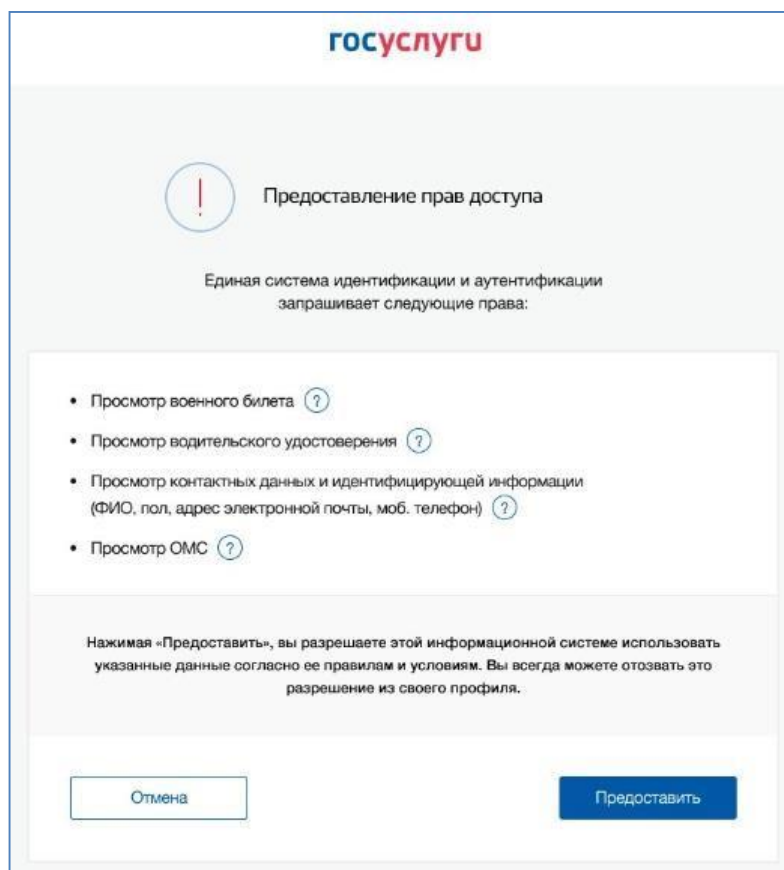 госуслуги
Предоставление прав доступа
Единая система идентификации и аутентификации
запрашивает следующие права:
• Просмотр военного билета ?
• Просмотр водительского удостоверения ?
• Просмотр контактных данных и идентифицирующей информации
(ФИО, пол, адрес электронной почты, моб. телефон) ?
• Просмотр ОМС ?
Нажимая «Предоставить», вы разрешаете этой информационной системе использовать
указанные данные согласно ее правилам и условиям. Вы всегда можете отозвать это
разрешение из своего профиля.
Отмена
Предоставить